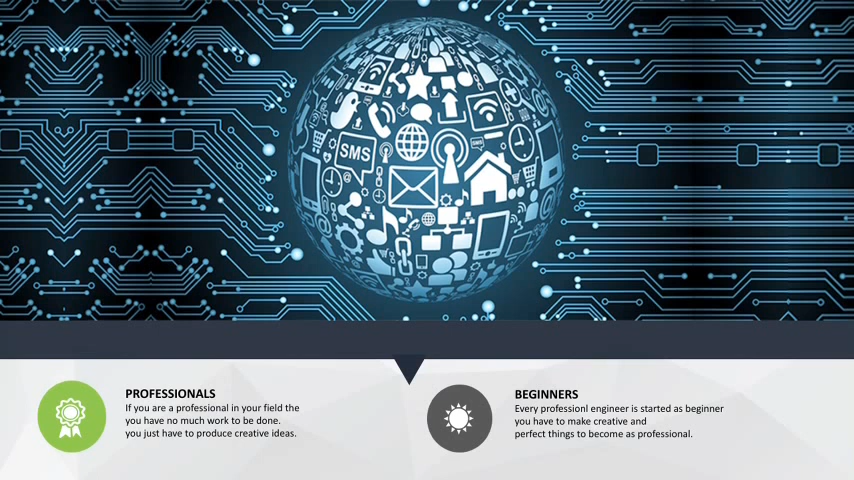 SMS
SMS
PROFESSIONALS
If you are a professional in your field the
you have no much work to be done.
you just have to produce creative ideas.
BEGINNERS
Every professionl engineer is started as beginner
you have to make creative and
perfect things to become as professional.